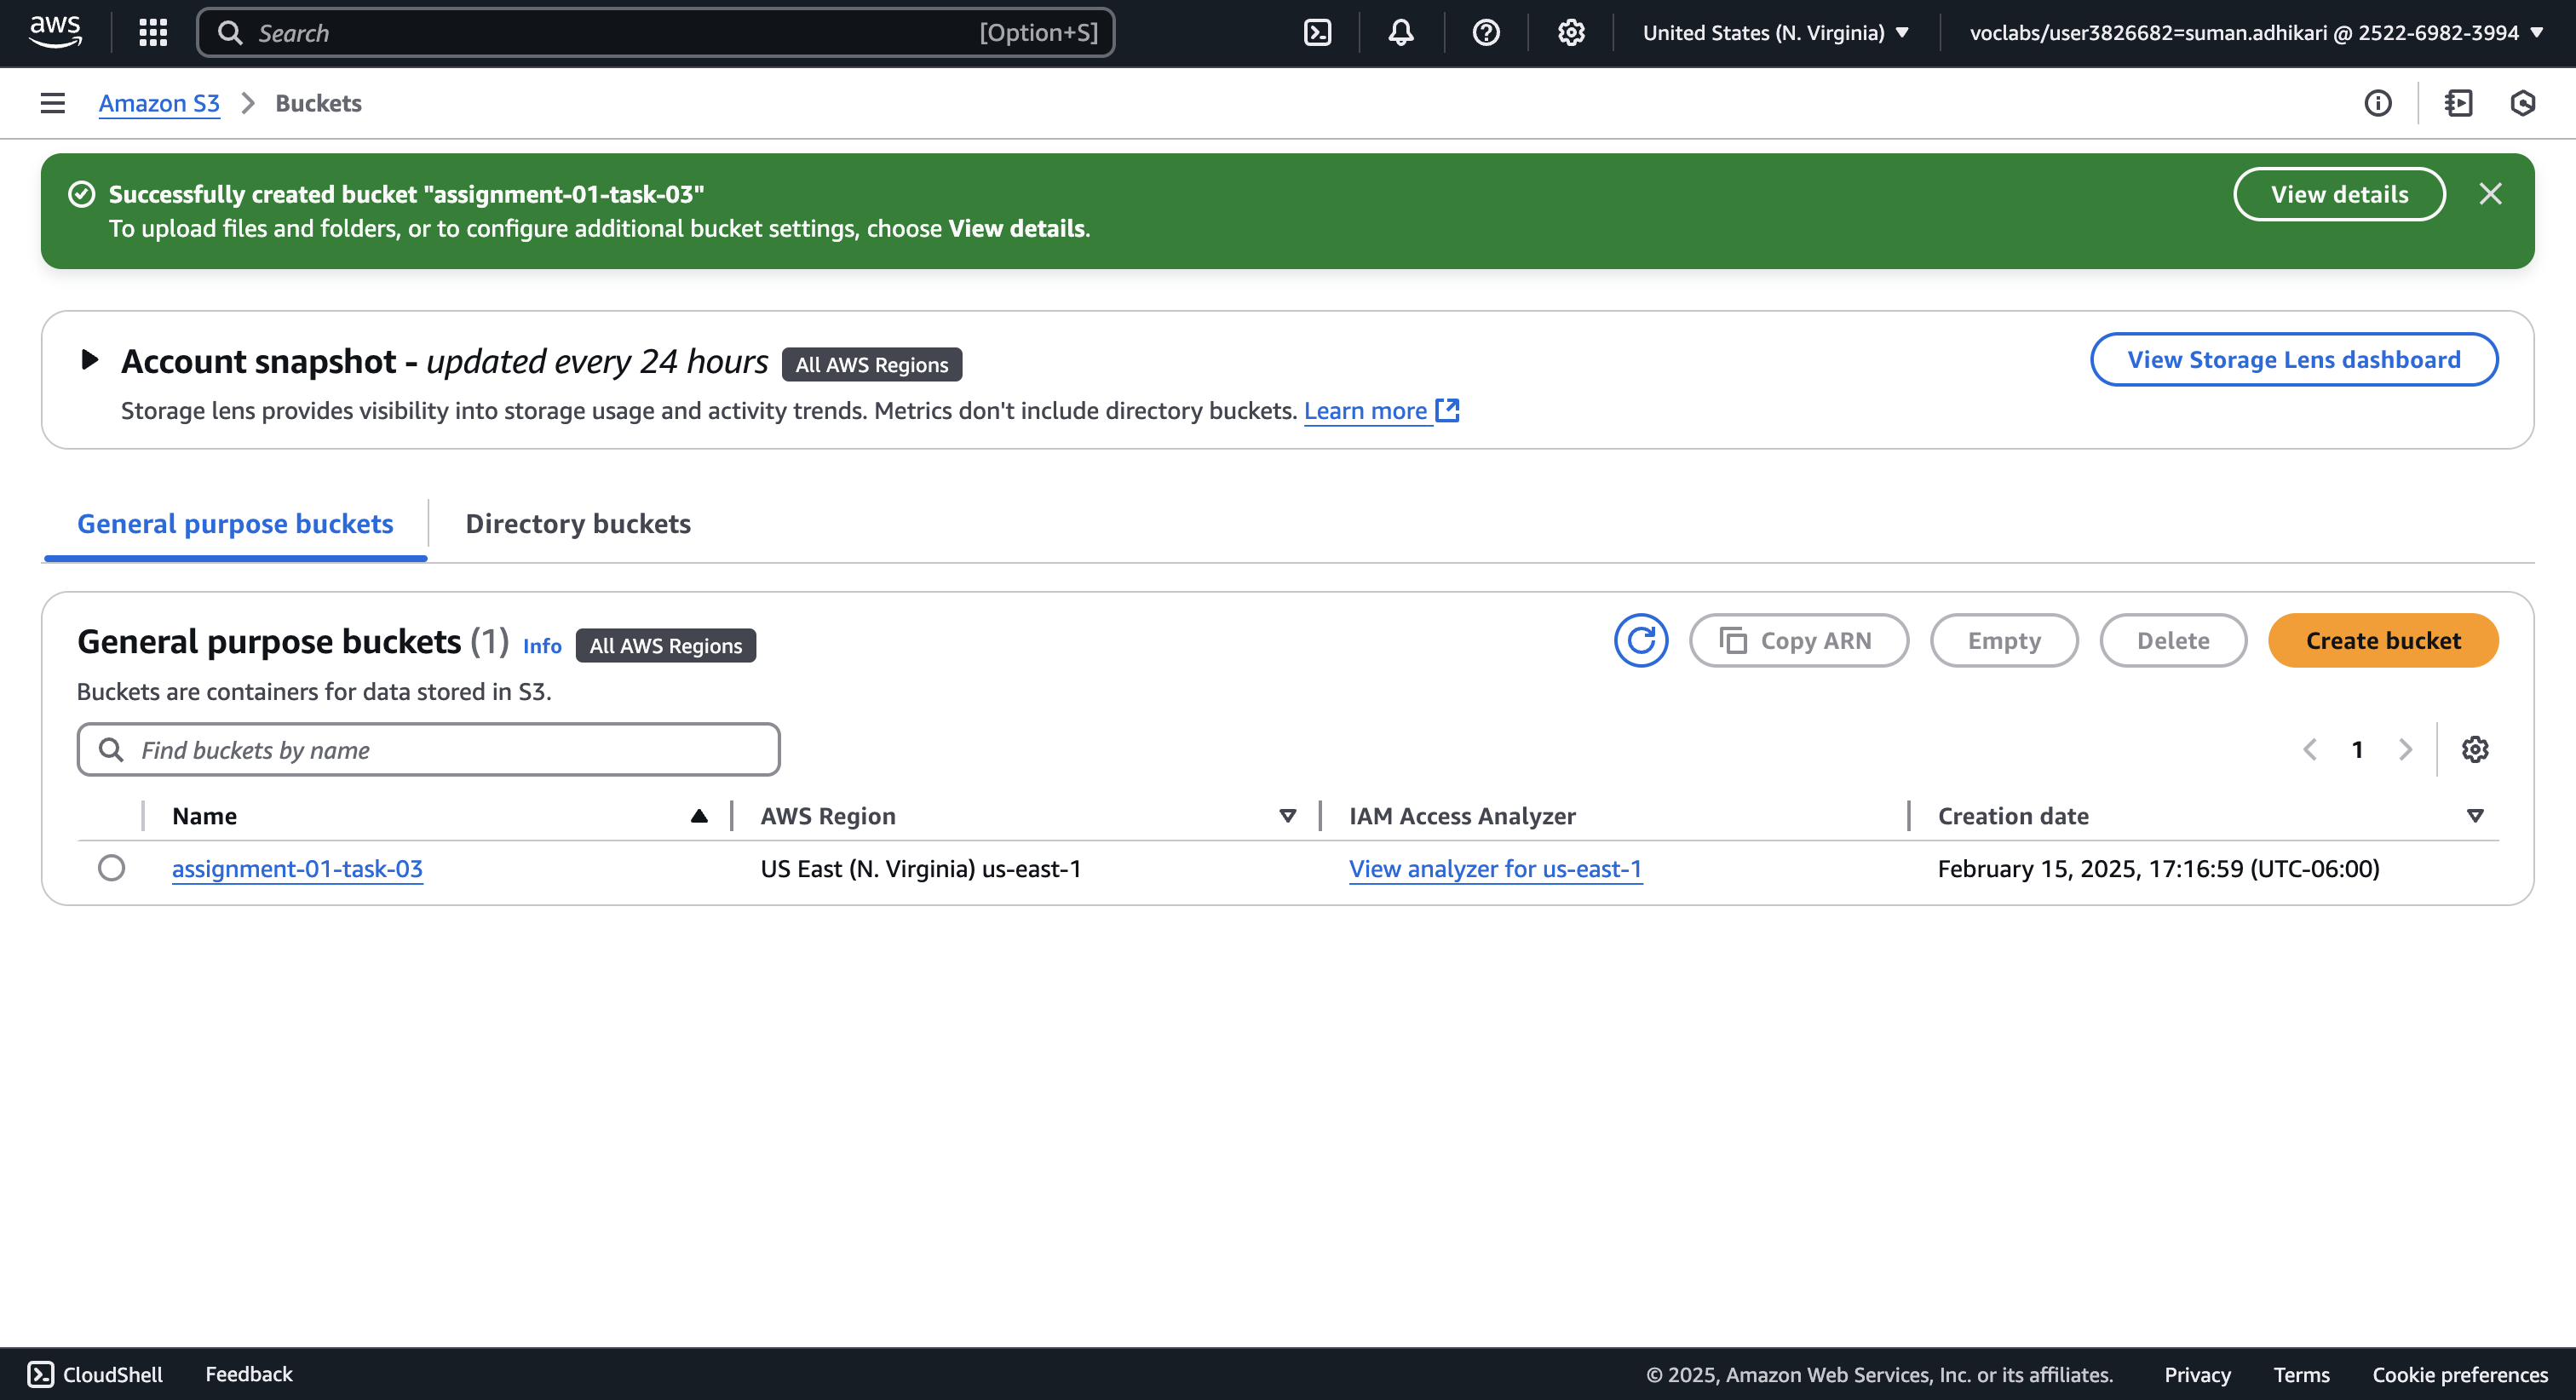 aws
Search [Option+S] United States (N. Virginia) voclabs/user3826682=suman.adhikari @ 2522-6982-3994
Amazon S3 Buckets
Successfully created bucket "assignment-01-task-03" View details
To upload files and folders, or to configure additional bucket settings, choose View details.
Account snapshot - updated every 24 hours All AWS Regions View Storage Lens dashboard
Storage lens provides visibility into storage usage and activity trends. Metrics don't include directory buckets. Learn more
General purpose buckets Directory buckets
General purpose buckets (1) Info All AWS Regions Copy ARN Empty Delete Create bucket
Buckets are containers for data stored in S3.
Find buckets by name 1
Name AWS Region IAM Access Analyzer Creation date
assignment-01-task-03 US East (N. Virginia) us-east-1 View analyzer for us-east-1 February 15, 2025, 17:16:59 (UTC-06:00)
CloudShell Feedback © 2025, Amazon Web Services, Inc. or its affiliates. Privacy Terms Cookie preferences